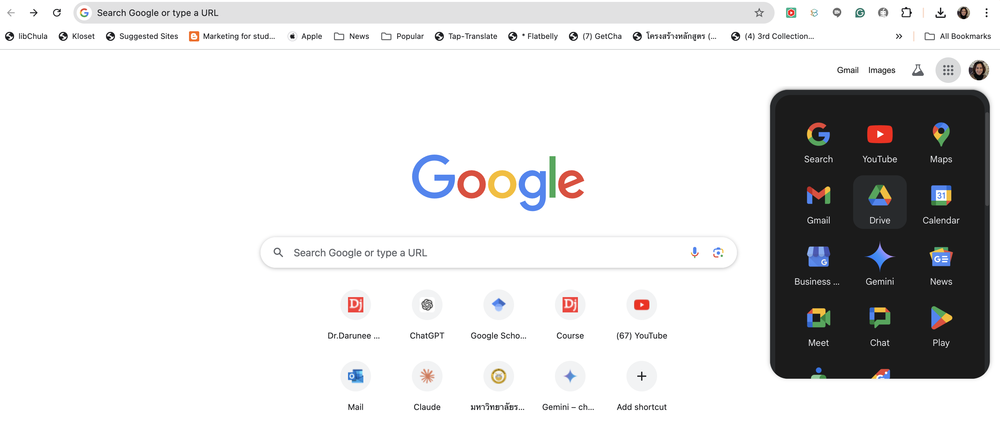 Search Google or type a URL
libChula Kloset Suggested Sites Marketing for stud... Apple News Popular Tap-Translate * Flatbelly (7) GetCha โครงสร้างหลักสูตร (... (4) 3rd Collection... All Bookmarks
Gmail Images
Google
Search Google or type a URL
Dr.Darunee ... ChatGPT Google Scho... Course (67) YouTube
Mail Claude มหาวิทยาลัยร... Gemini – ch... Add shortcut
Search YouTube Maps
31
Gmail Drive Calendar
Business ... Gemini News
Meet Chat Play